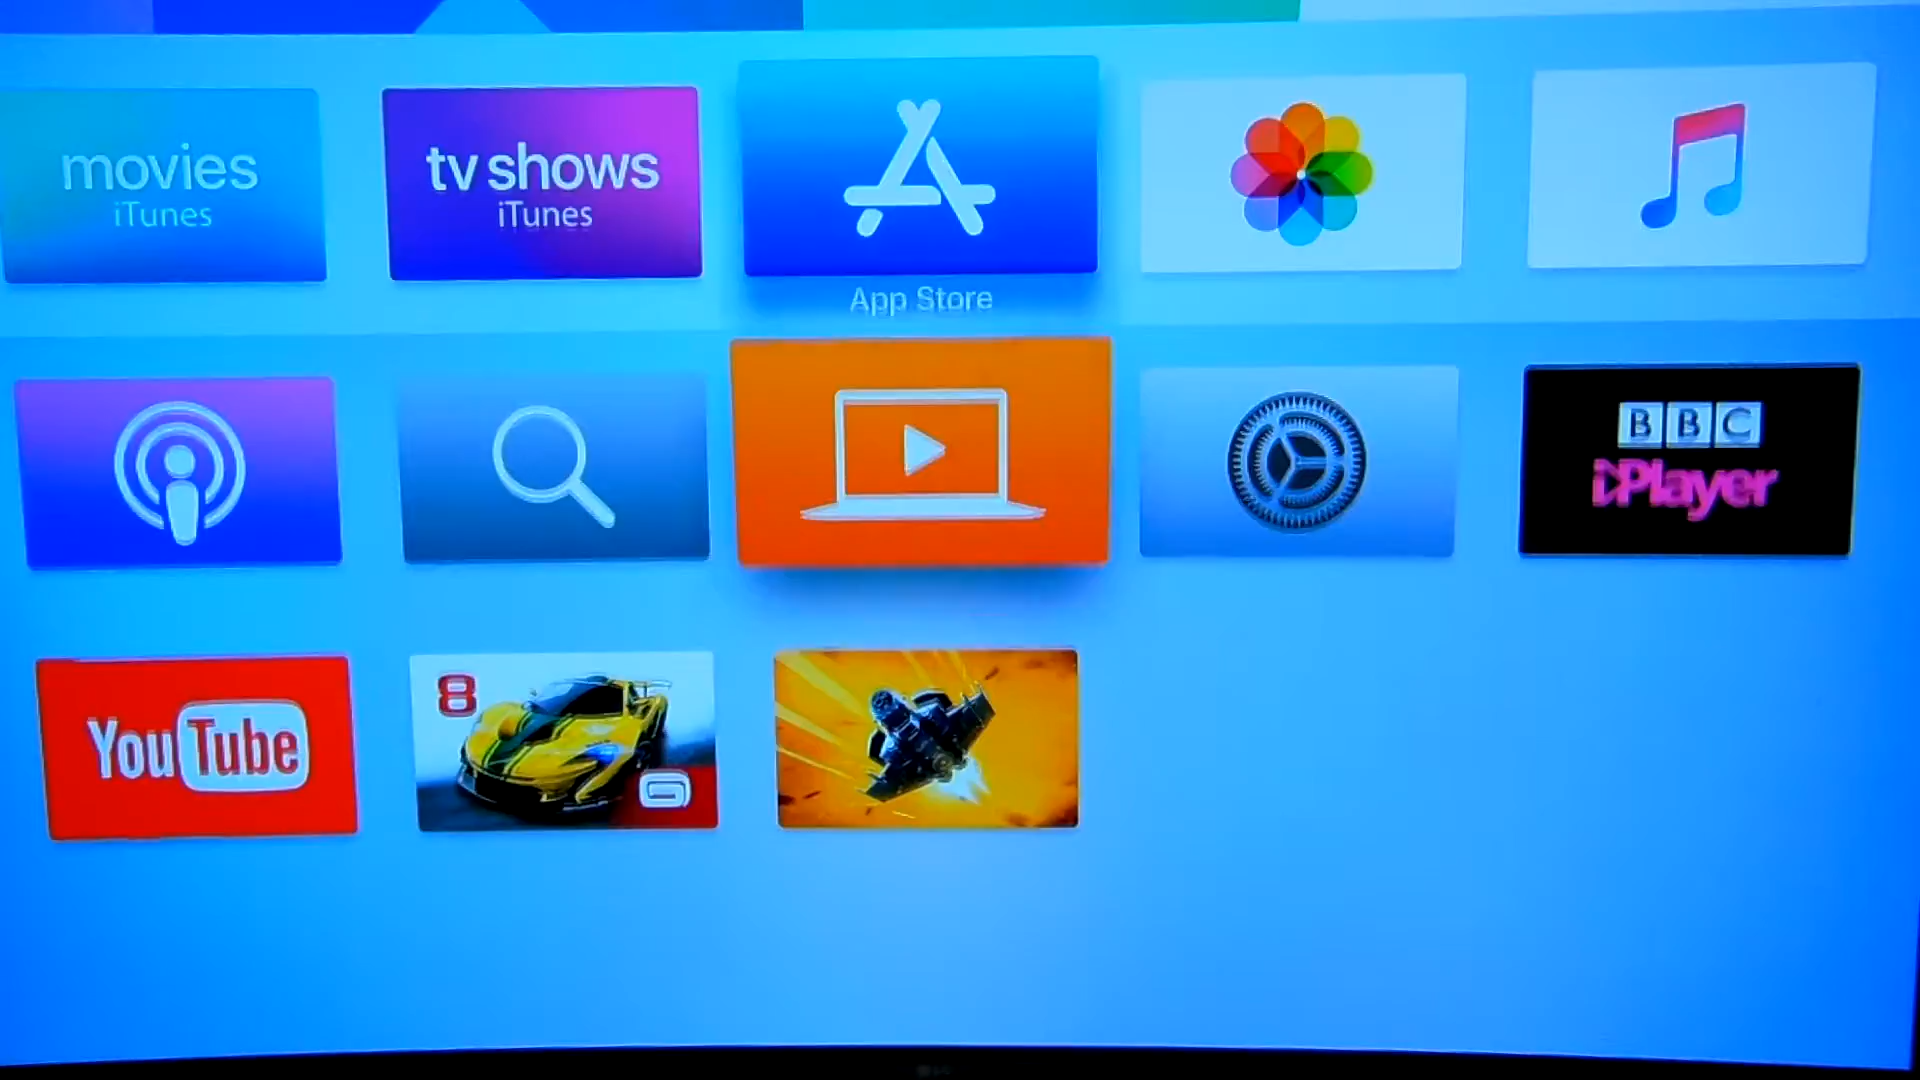 movies
iTunes
tv shows
iTunes
App Store
BBC
iPlayer
YouTube
8